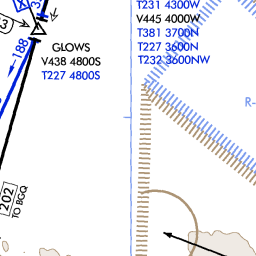 T231 4300W
V445 4000W
T381 3700N
T227 3600N
T232 3600NW
GLOWS
V438 4800S
T227 4800S
188
R-
202
TO BGQ